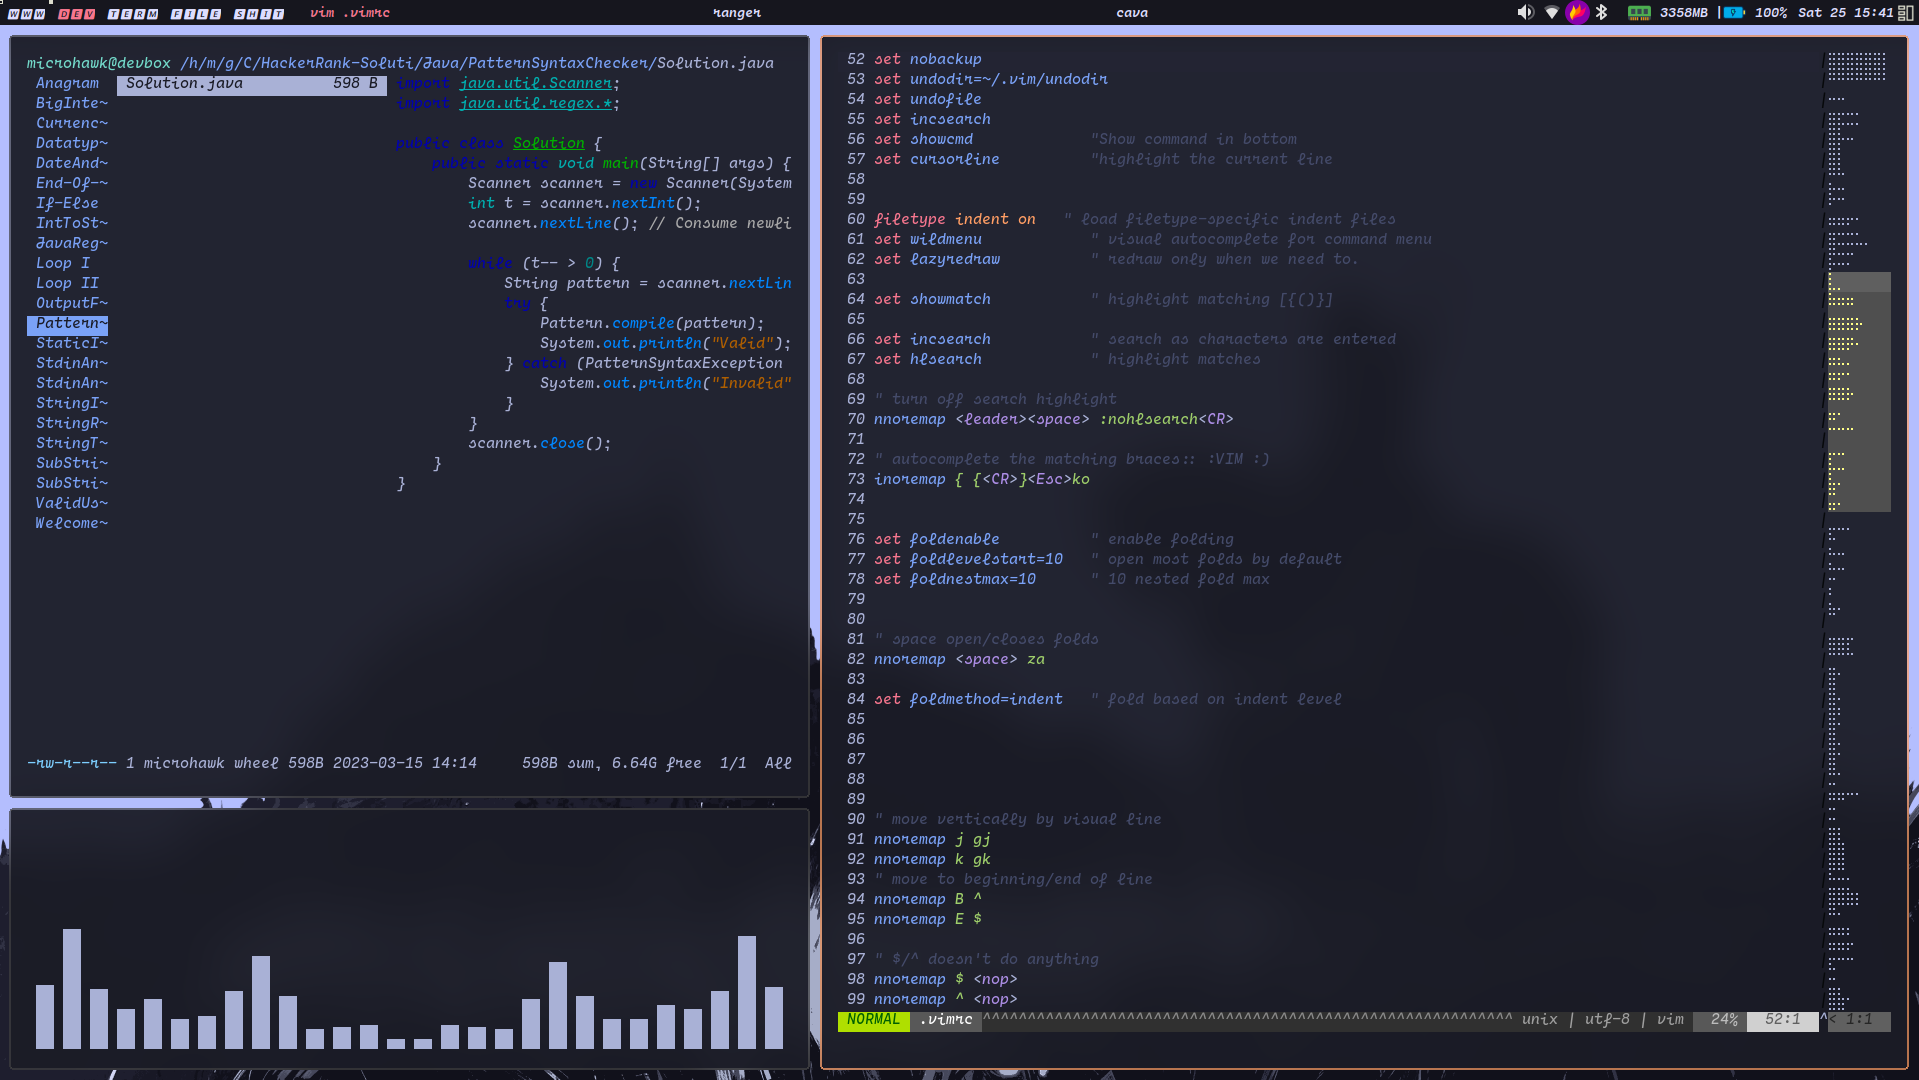 WWW DEV TERM FILE SHIT vim .vimrc ranger cava 3358MB | 100% Sat 25 15:41
microhawk@devbox /h/m/g/C/HackerRank-Soluti/Java/PatternSyntaxChecker/Solution.java
Anagram
BigInte~
Currenc~
Datatyp~
DateAnd~
End-Of-~
If-Else
IntToSt~
JavaReg~
Loop I
Loop II
OutputF~
Pattern~
StaticI~
StdinAn~
StdinAn~
StringI~
StringR~
StringT~
SubStri~
SubStri~
ValidUs~
Welcome~
Solution.java 598 B
import java.util.Scanner;
import java.util.regex.*;
public class Solution {
public static void main(String[] args) {
Scanner scanner = new Scanner(System
int t = scanner.nextInt();
scanner.nextLine(); // Consume newli
while (t-- > 0) {
String pattern = scanner.nextLin
try {
Pattern.compile(pattern);
System.out.println("Valid");
} catch (PatternSyntaxException
System.out.println("Invalid"
}
}
scanner.close();
}
}
-rw-r--r-- 1 microhawk wheel 598B 2023-03-15 14:14 598B sum, 6.64G free 1/1 All
52 set nobackup
53 set undodir=~/.vim/undodir
54 set undofile
55 set incsearch
56 set showcmd "Show command in bottom
57 set cursorline "highlight the current line
58
59
60 filetype indent on " load filetype-specific indent files
61 set wildmenu " visual autocomplete for command menu
62 set lazyredraw " redraw only when we need to.
63
64 set showmatch " highlight matching [{()}]
65
66 set incsearch " search as characters are entered
67 set hlsearch " highlight matches
68
69 " turn off search highlight
70 nnoremap <leader><space> :nohlsearch<CR>
71
72 " autocomplete the matching braces:: :VIM :)
73 inoremap { {<CR>}<Esc>ko
74
75
76 set foldenable " enable folding
77 set foldlevelstart=10 " open most folds by default
78 set foldnestmax=10 " 10 nested fold max
79
80
81 " space open/closes folds
82 nnoremap <space> za
83
84 set foldmethod=indent " fold based on indent level
85
86
87
88
89
90 " move vertically by visual line
91 nnoremap j gj
92 nnoremap k gk
93 " move to beginning/end of line
94 nnoremap B ^
95 nnoremap E $
96
97 " $/^ doesn't do anything
98 nnoremap $ <nop>
99 nnoremap ^ <nop>
NORMAL .vimrc ^^^^^^^^^^^^^^^^^^^^^^^^^^^^^^^^^^^^^^^^^^^^^^^^^^^^^^^^^^^ unix | utf-8 | vim 24% 52:1 ^< 1:1